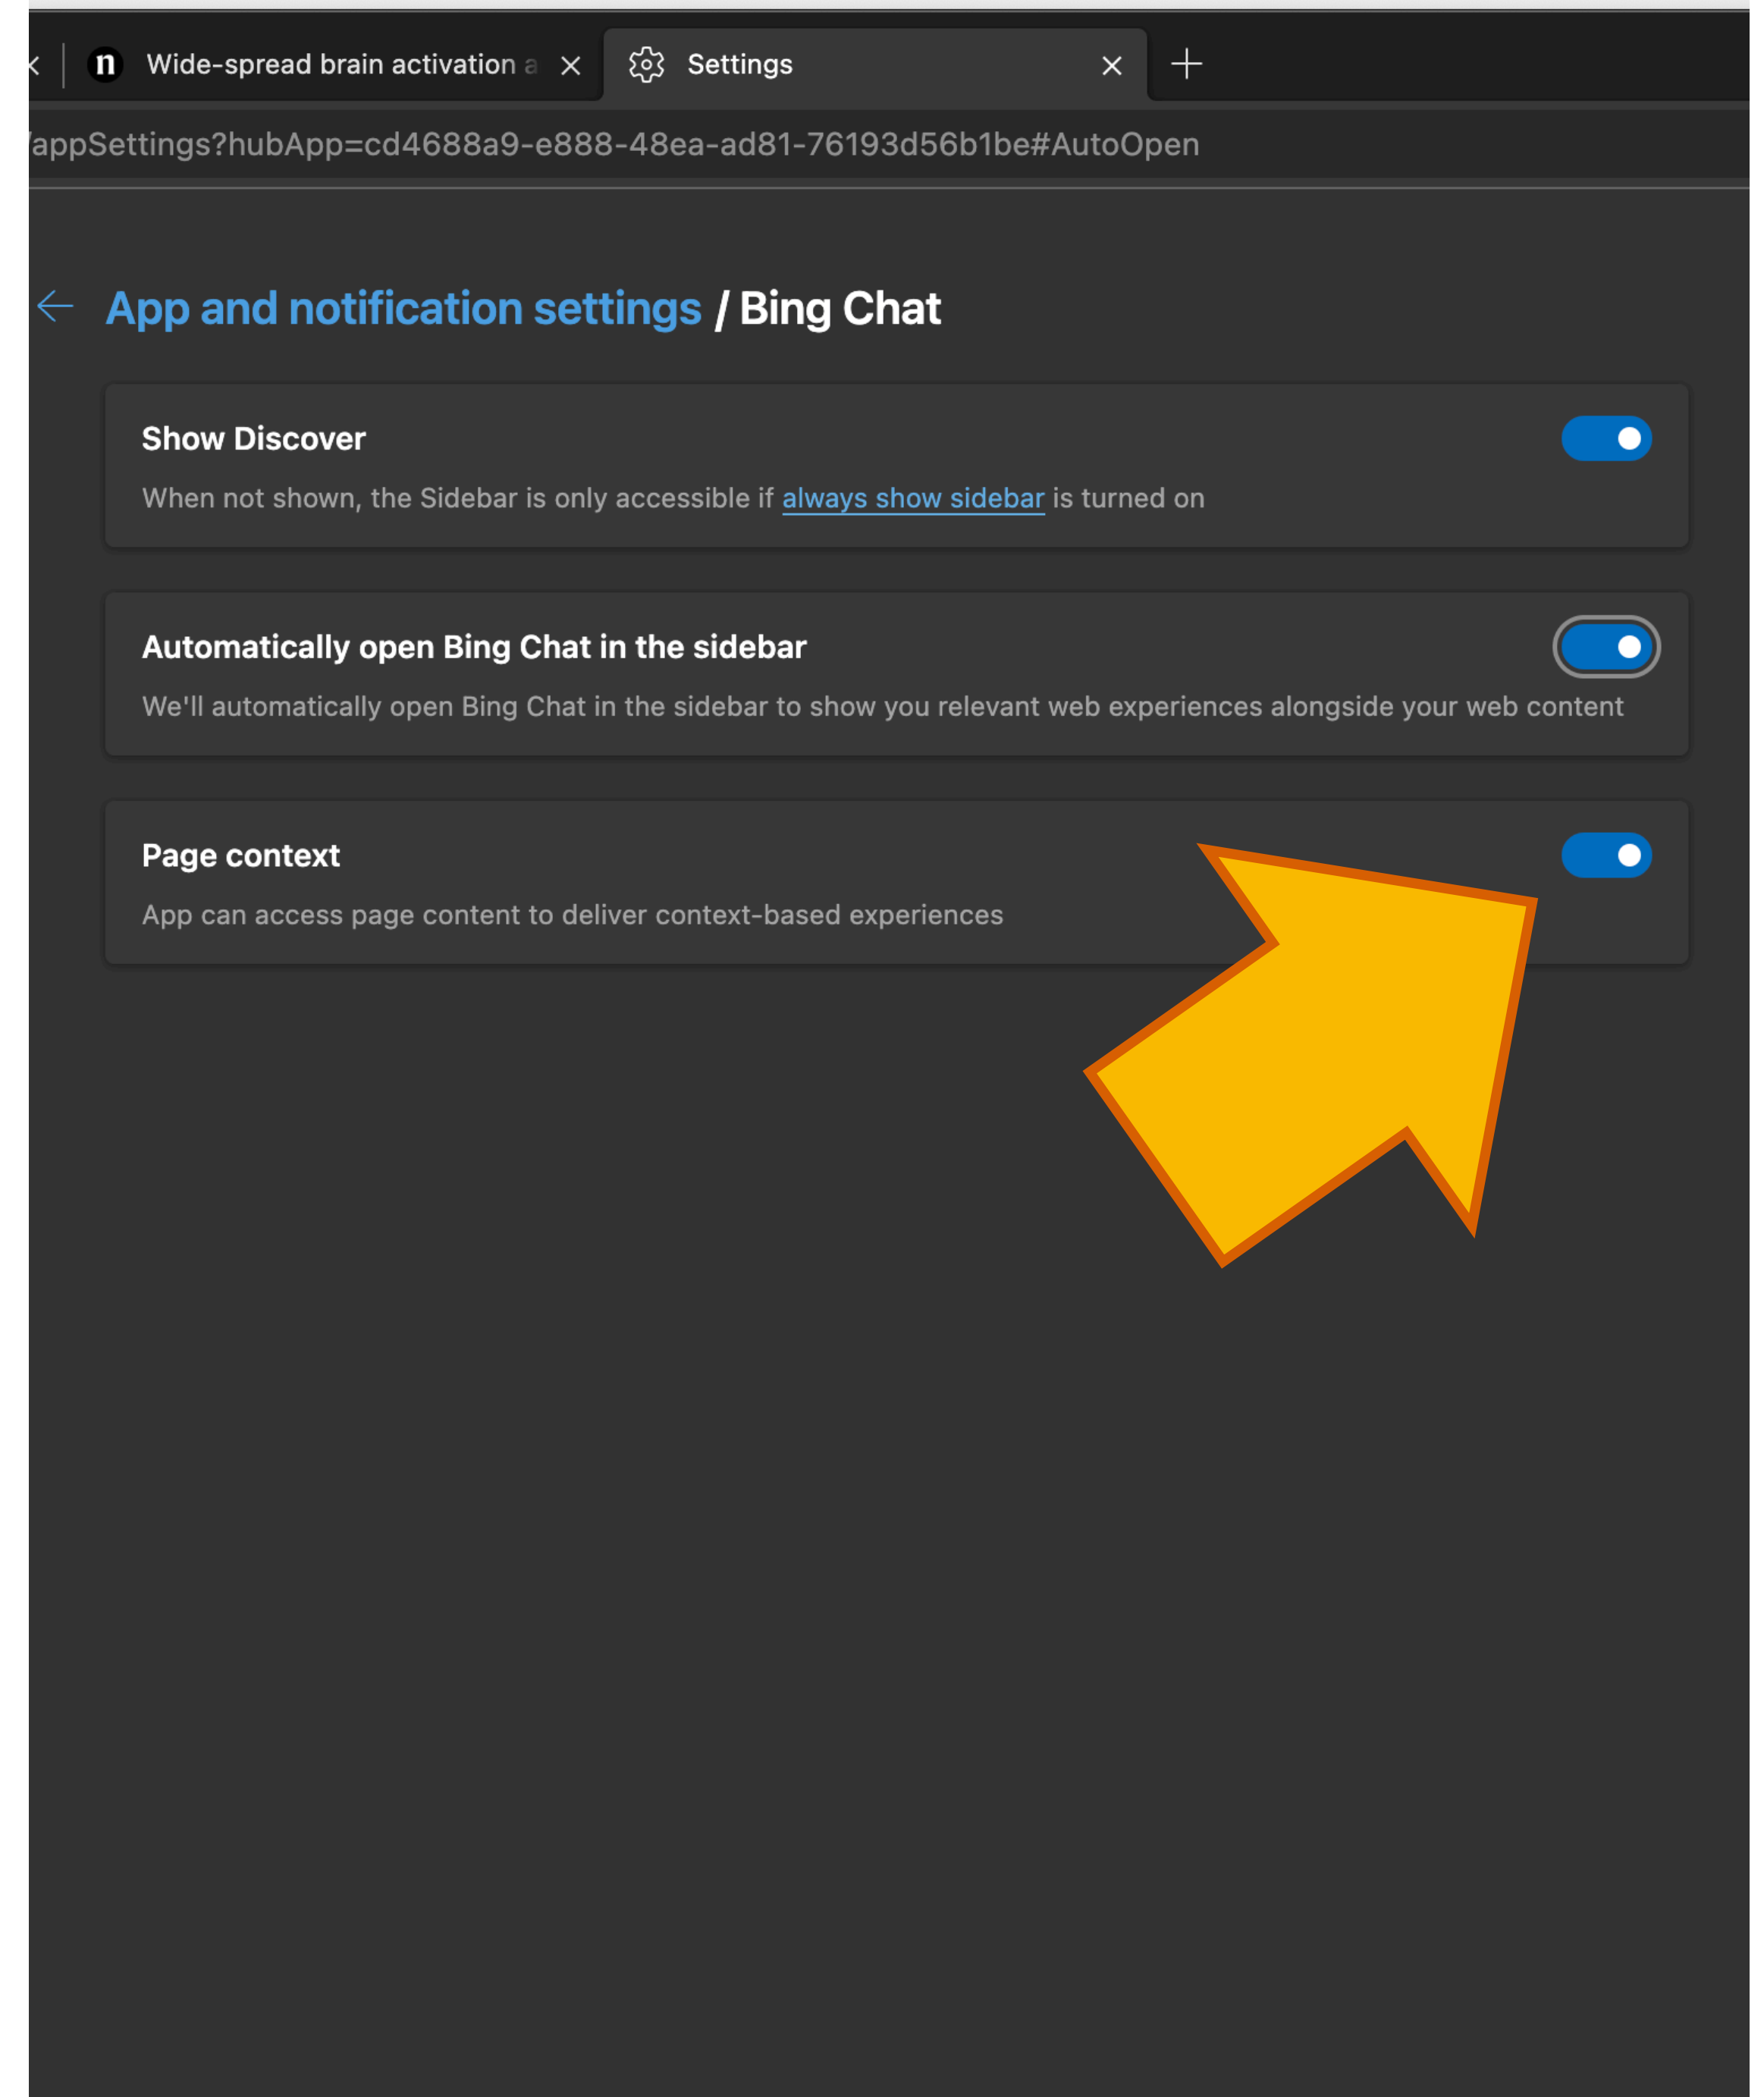 n Wide-spread brain activation a
Settings
/appSettings?hubApp=cd4688a9-e888-48ea-ad81-76193d56b1be#AutoOpen
App and notification settings / Bing Chat
Show Discover
When not shown, the Sidebar is only accessible if always show sidebar is turned on
Automatically open Bing Chat in the sidebar
We'll automatically open Bing Chat in the sidebar to show you relevant web experiences alongside your web content
Page context
App can access page content to deliver context-based experiences